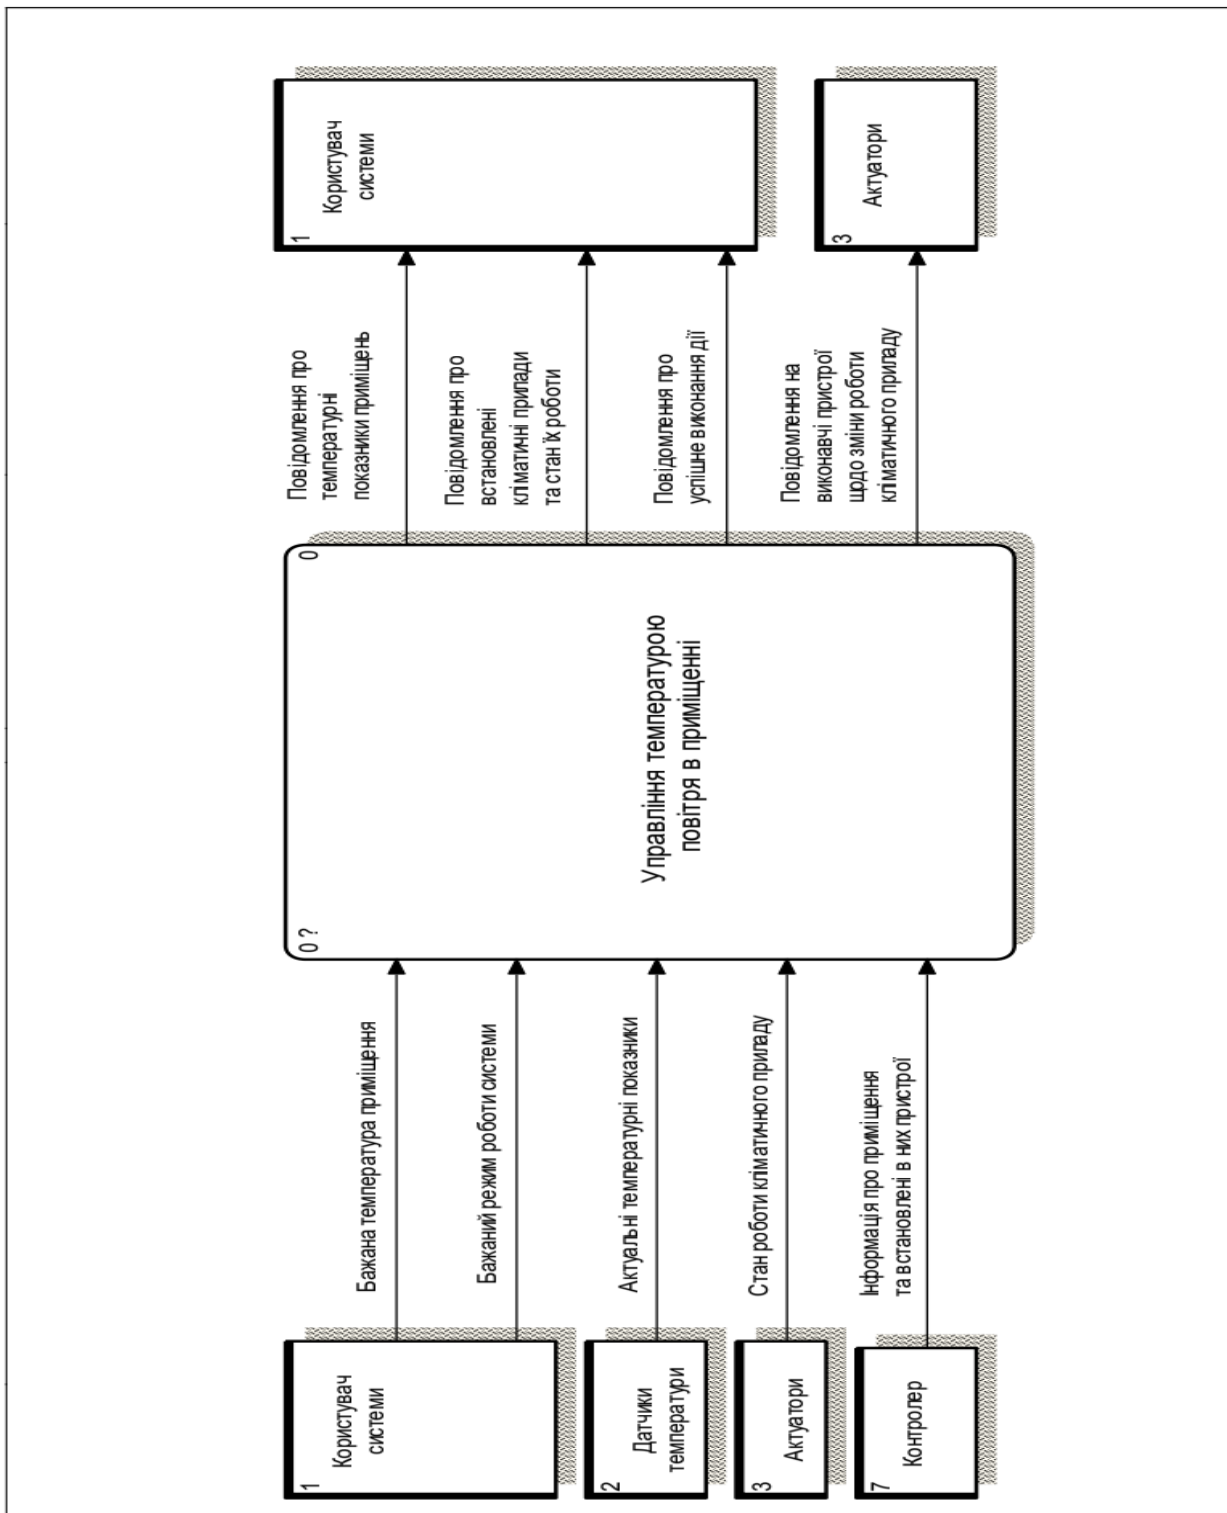 1
Користувач
системи
2
Датчики
температури
3
Актуатори
7
Контролер
Бажана температура приміщення
Бажаний режим роботи системи
Актуальні температурні показники
Стан роботи кліматичного приладу
Інформація про приміщення
та встановлені в них пристрої
0 ?
0
Управління температурою
повітря в приміщенні
Повідомлення про
температурні
показники приміщень
Повідомлення про
встановлені
кліматичні прилади
та стан їх роботи
Повідомлення про
успішне виконання дії
Повідомлення на
виконавчі пристрої
щодо зміни роботи
кліматичного приладу
1
Користувач
системи
3
Актуатори